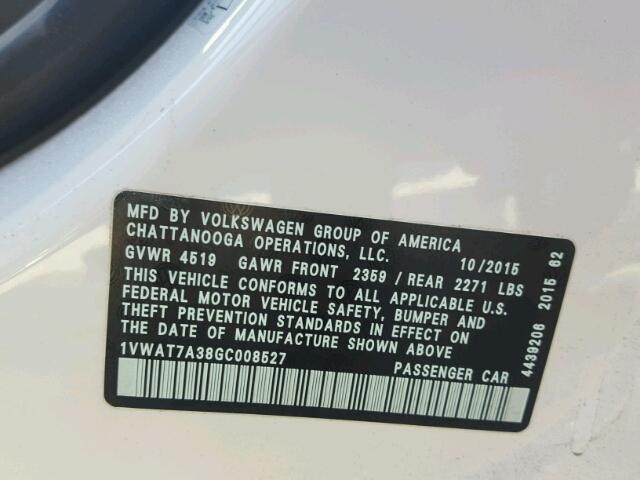 MFD BY VOLKSWAGEN GROUP OF AMERICA
CHATTANOOGA OPERATIONS, LLC. 10/2015
GVWR 4519 GAWR FRONT 2359 / REAR 2271 LBS
THIS VEHICLE CONFORMS TO ALL APPLICABLE U.S.
FEDERAL MOTOR VEHICLE SAFETY, BUMPER, AND
THEFT PREVENTION STANDARDS IN EFFECT ON
THE DATE OF MANUFACTURE SHOWN ABOVE
1VWAT7A38GC008527 PASSENGER CAR
4439206 2015 62